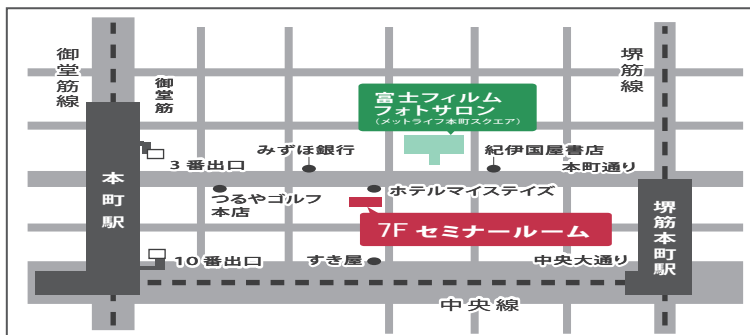 御堂筋線
御堂筋
堺筋線
富士フィルム
フォトサロン
(メットライフ本町スクエア)
3番出口
みずほ銀行
紀伊国屋書店
本町通り
本町駅
つるやゴルフ
本店
ホテルマイステイズ
7F セミナールーム
堺筋本町駅
10番出口
すき屋
中央大通り
中央線